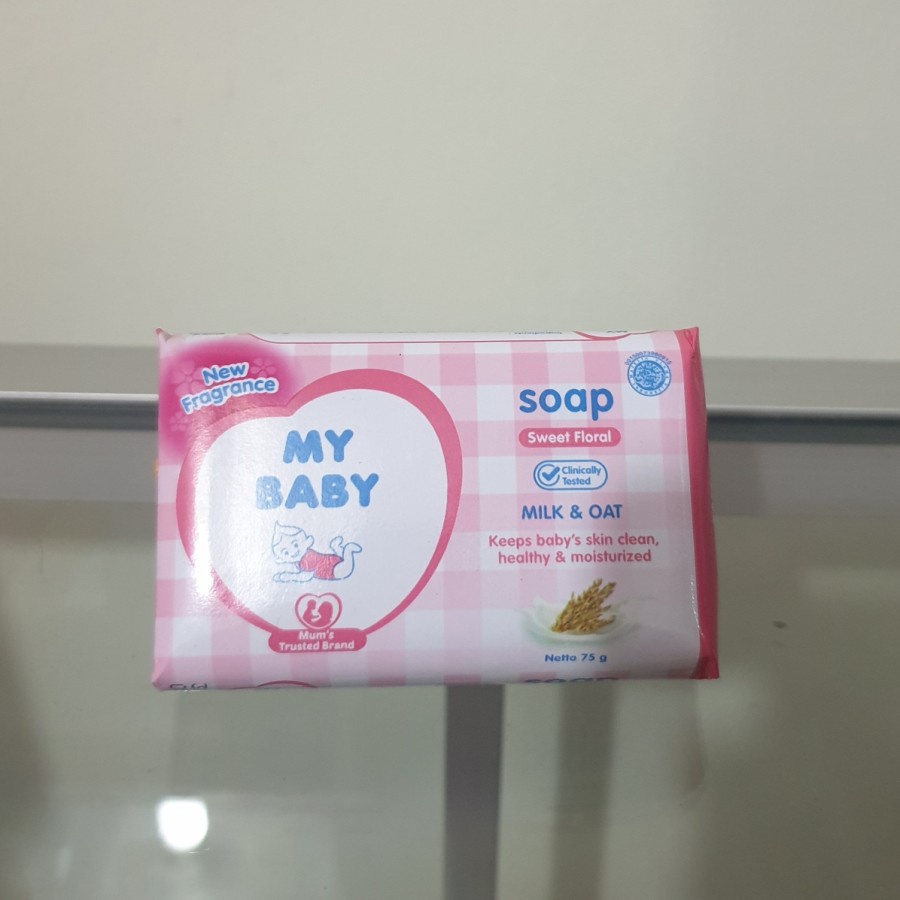 New
Fragrance
MY
BABY
Mum's
Trusted Brand
soap
Sweet Floral
Clinically
Tested
MILK & OAT
Keeps baby's skin clean,
healthy & moisturized
Netto 75 g